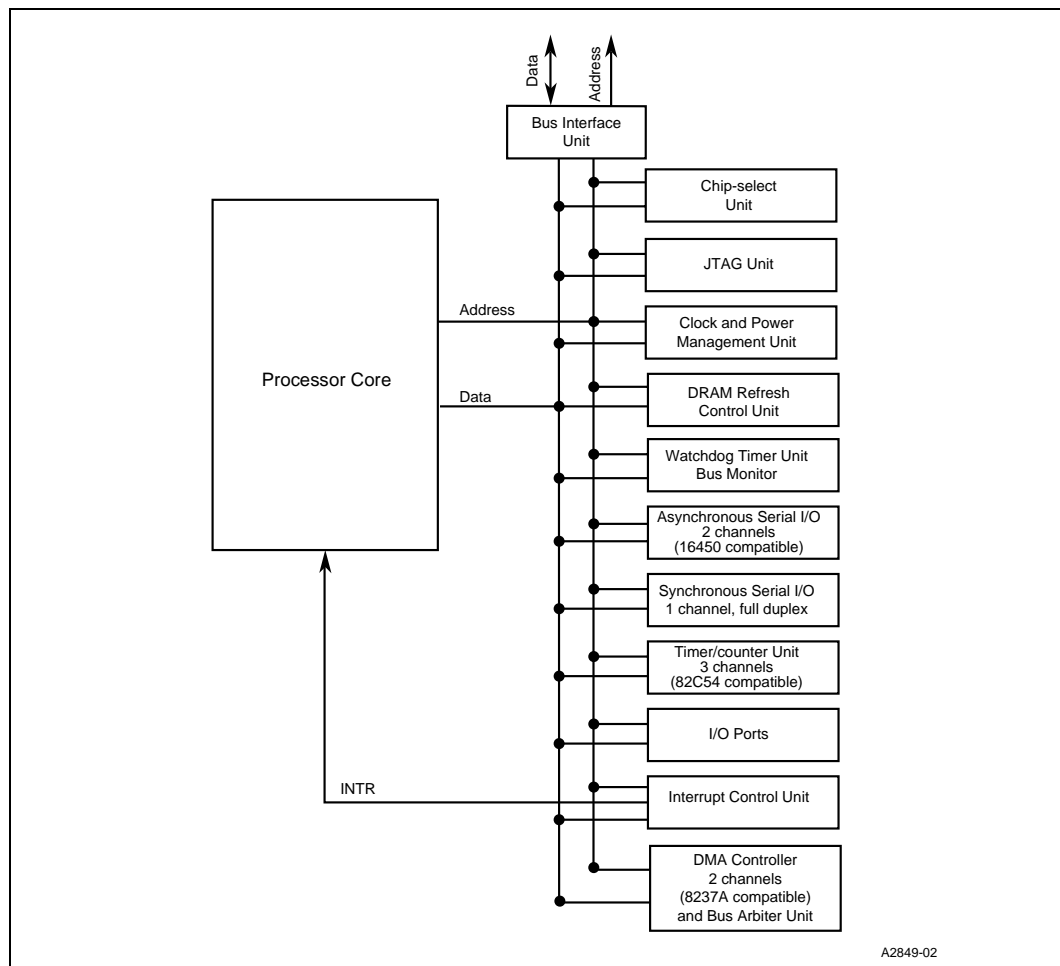 Data
Address
Bus Interface
Unit
Chip-select
Unit
JTAG Unit
Address
Clock and Power
Management Unit
Processor Core
Data
DRAM Refresh
Control Unit
Watchdog Timer Unit
Bus Monitor
Asynchronous Serial I/O
2 channels
(16450 compatible)
Synchronous Serial I/O
1 channel, full duplex
Timer/counter Unit
3 channels
(82C54 compatible)
I/O Ports
INTR
Interrupt Control Unit
DMA Controller
2 channels
(8237A compatible)
and Bus Arbiter Unit
A2849-02